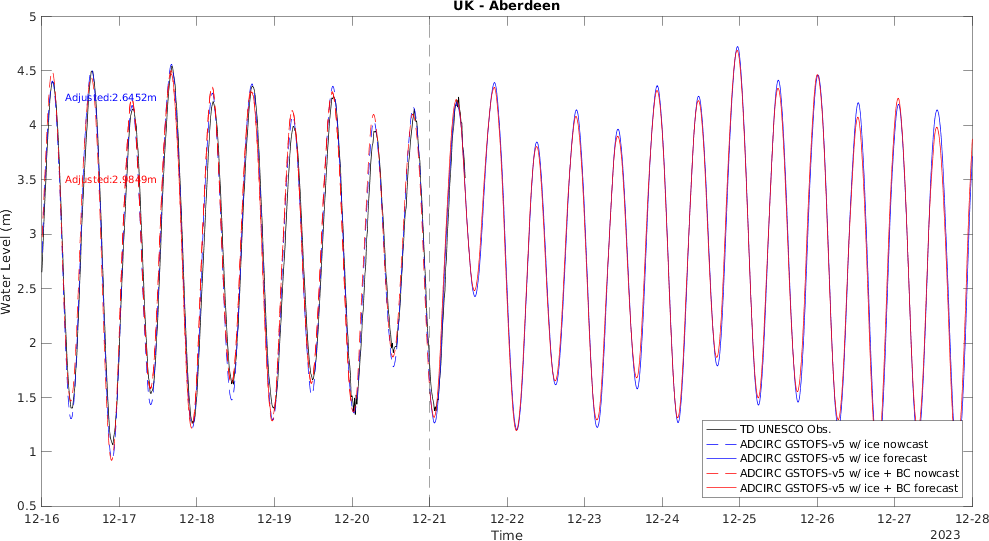 UK - Aberdeen
5
4.5
4
3.5
3
2.5
2
1.5
1
0.5
Water Level (m)
Adjusted:2.6452m
Adjusted:2.9849m
TD UNESCO Obs.
ADCIRC GSTOFS-v5 w/ ice nowcast
ADCIRC GSTOFS-v5 w/ ice forecast
ADCIRC GSTOFS-v5 w/ ice + BC nowcast
ADCIRC GSTOFS-v5 w/ ice + BC forecast
12-16 12-17 12-18 12-19 12-20 12-21 12-22 12-23 12-24 12-25 12-26 12-27 12-28
Time
2023